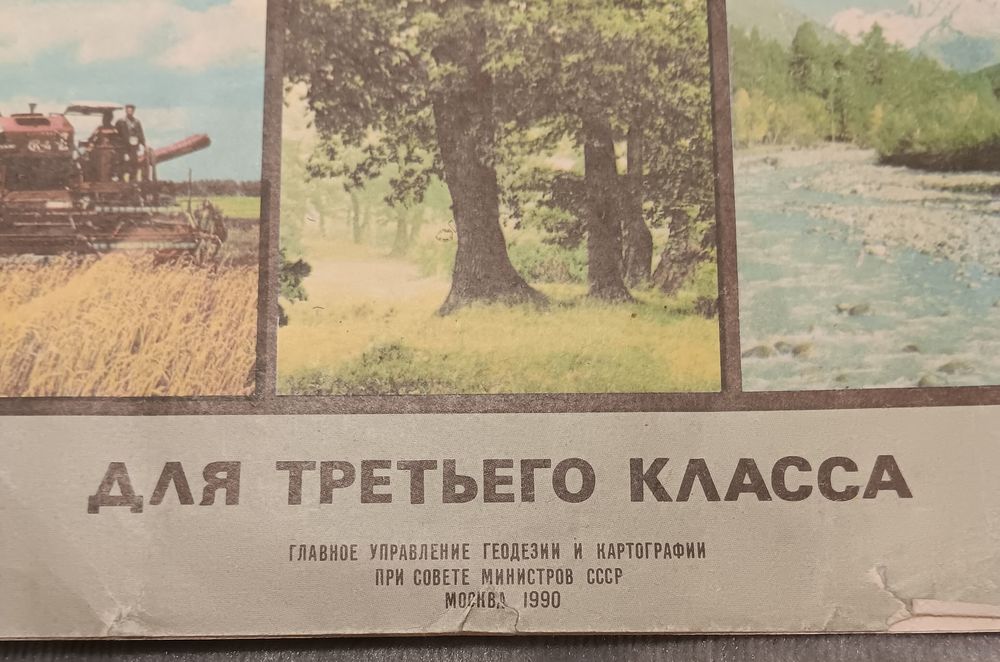 ДЛЯ ТРЕТЬЕГО КЛАССА
ГЛАВНОЕ УПРАВЛЕНИЕ ГЕОДЕЗИИ И КАРТОГРАФИИ
ПРИ СОВЕТЕ МИНИСТРОВ СССР
МОСКВА 1990